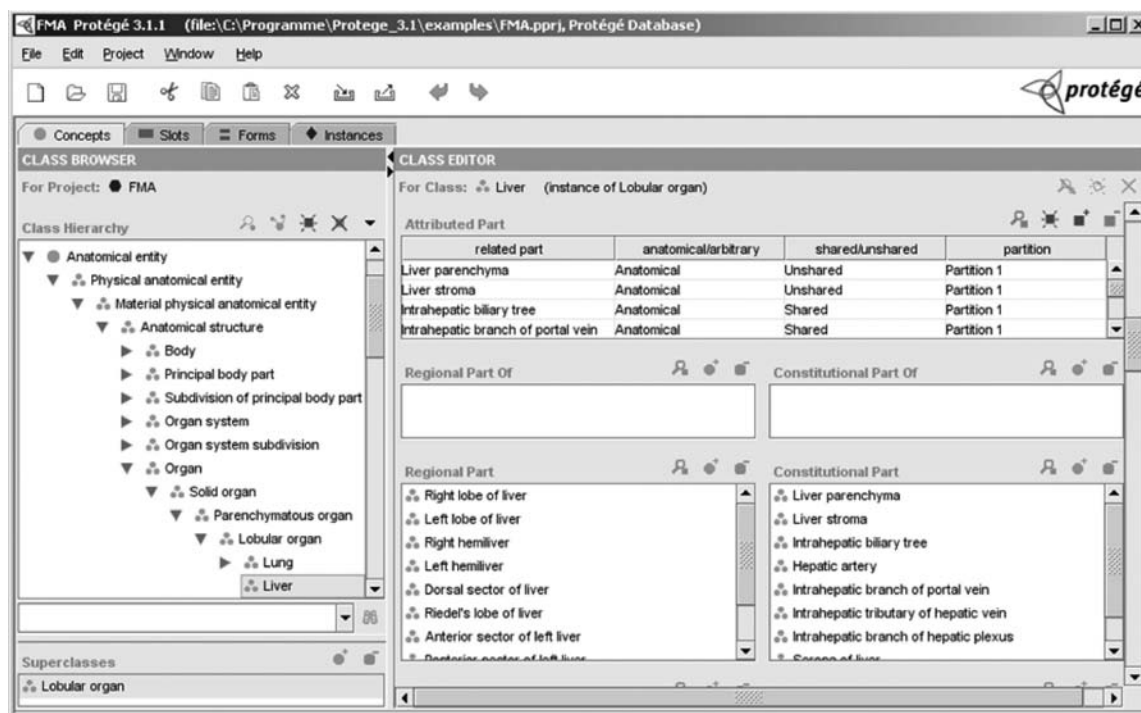 FMA Protégé 3.1.1 (file:\C:\Programme\Protege_3.1\examples\FMA.pprj, Protégé Database)
File Edit Project Window Help
protégé
Concepts Slots Forms Instances
CLASS BROWSER
For Project: FMA
Class Hierarchy
Anatomical entity
Physical anatomical entity
Material physical anatomical entity
Anatomical structure
Body
Principal body part
Subdivision of principal body part
Organ system
Organ system subdivision
Organ
Solid organ
Parenchymatous organ
Lobular organ
Lung
Liver
Superclasses
Lobular organ
CLASS EDITOR
For Class: Liver (instance of Lobular organ)
Attributed Part
related part anatomical/arbitrary shared/unshared partition
Liver parenchyma Anatomical Unshared Partition 1
Liver stroma Anatomical Unshared Partition 1
Intrahepatic biliary tree Anatomical Shared Partition 1
Intrahepatic branch of portal vein Anatomical Shared Partition 1
Regional Part Of
Constitutional Part Of
Regional Part
Right lobe of liver
Left lobe of liver
Right hemiliver
Left hemiliver
Dorsal sector of liver
Riedel's lobe of liver
Anterior sector of left liver
Posterior sector of left liver
Constitutional Part
Liver parenchyma
Liver stroma
Intrahepatic biliary tree
Hepatic artery
Intrahepatic branch of portal vein
Intrahepatic tributary of hepatic vein
Intrahepatic branch of hepatic plexus
Serosa of liver